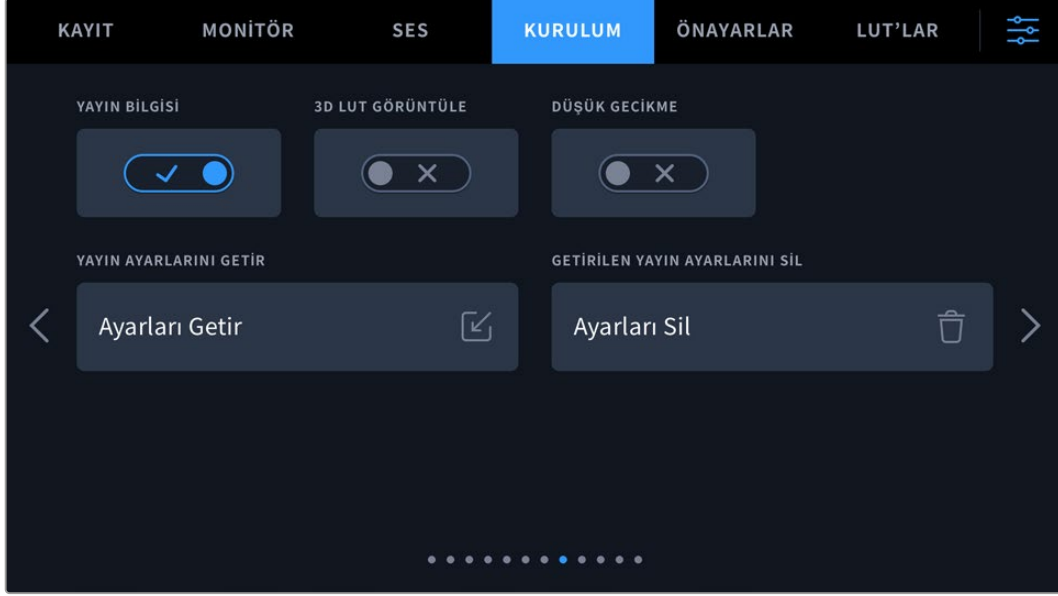 KAYIT MONİTÖR SES KURULUM ÖNAYARLAR LUT’LAR
YAYIN BİLGİSİ 3D LUT GÖRÜNTÜLE DÜŞÜK GECİKME
YAYIN AYARLARINI GETİR GETİRİLEN YAYIN AYARLARINI SİL
Ayarları Getir Ayarları Sil